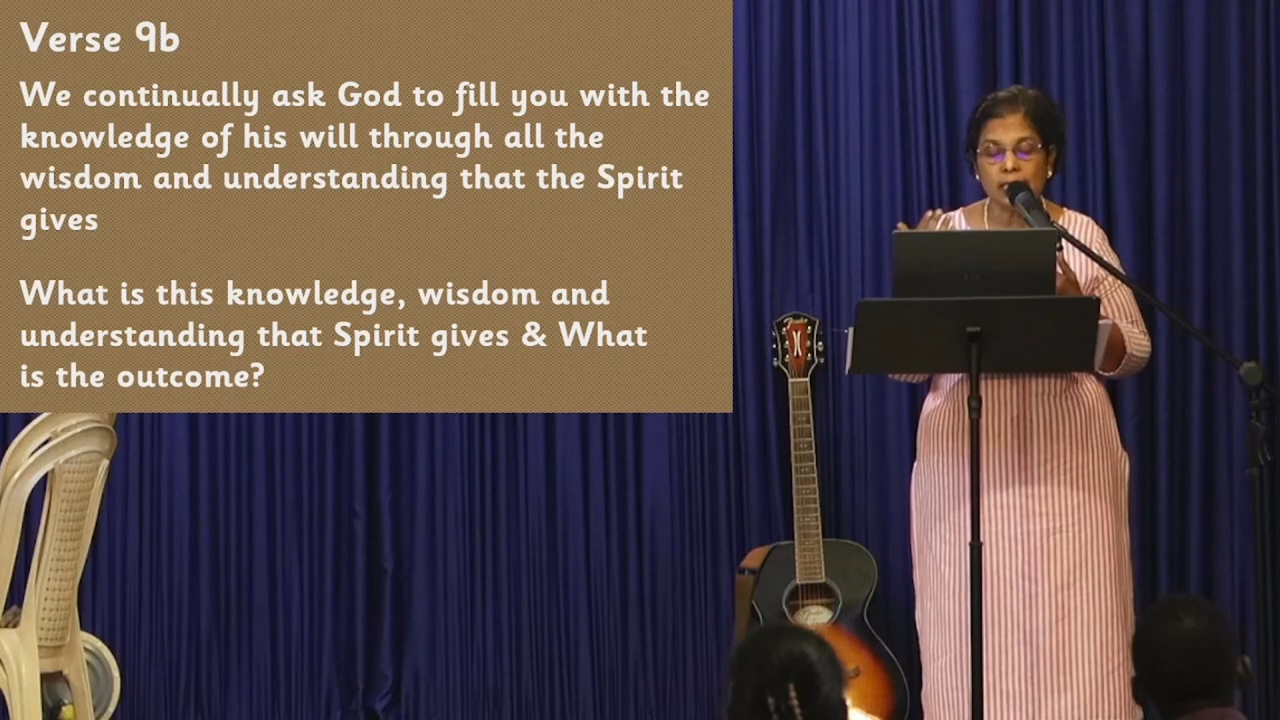 Verse 9b
We continually ask God to fill you with the
knowledge of his will through all the
wisdom and understanding that the Spirit
gives
What is this knowledge, wisdom and
understanding that Spirit gives & What
is the outcome?
Fender